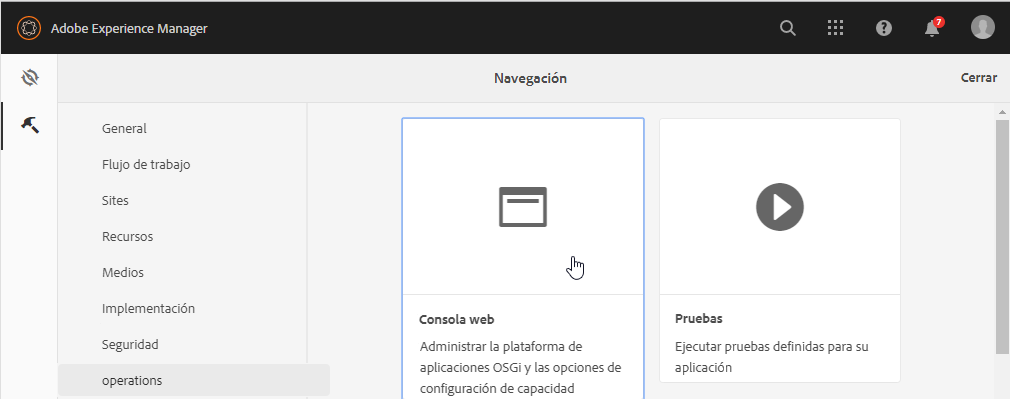 Adobe Experience Manager
7
Navegación
Cerrar
General
Flujo de trabajo
Sites
Recursos
Medios
Implementación
Seguridad
operations
Consola web
Administrar la plataforma de
aplicaciones OSGi y las opciones de
configuración de capacidad
Pruebas
Ejecutar pruebas definidas para su
aplicación